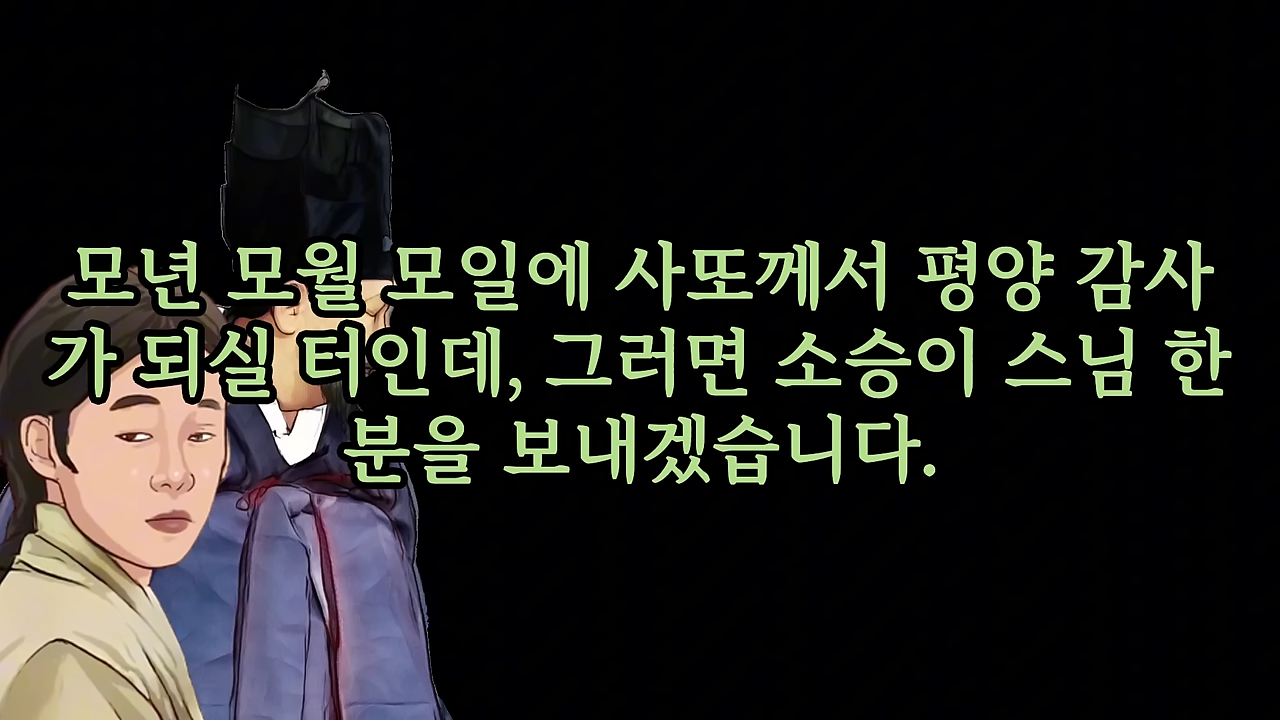 모년 모월 모일에 사또께서 평양 감사
가 되실 터인데, 그러면 소승이 스님 한
분을 보내겠습니다.